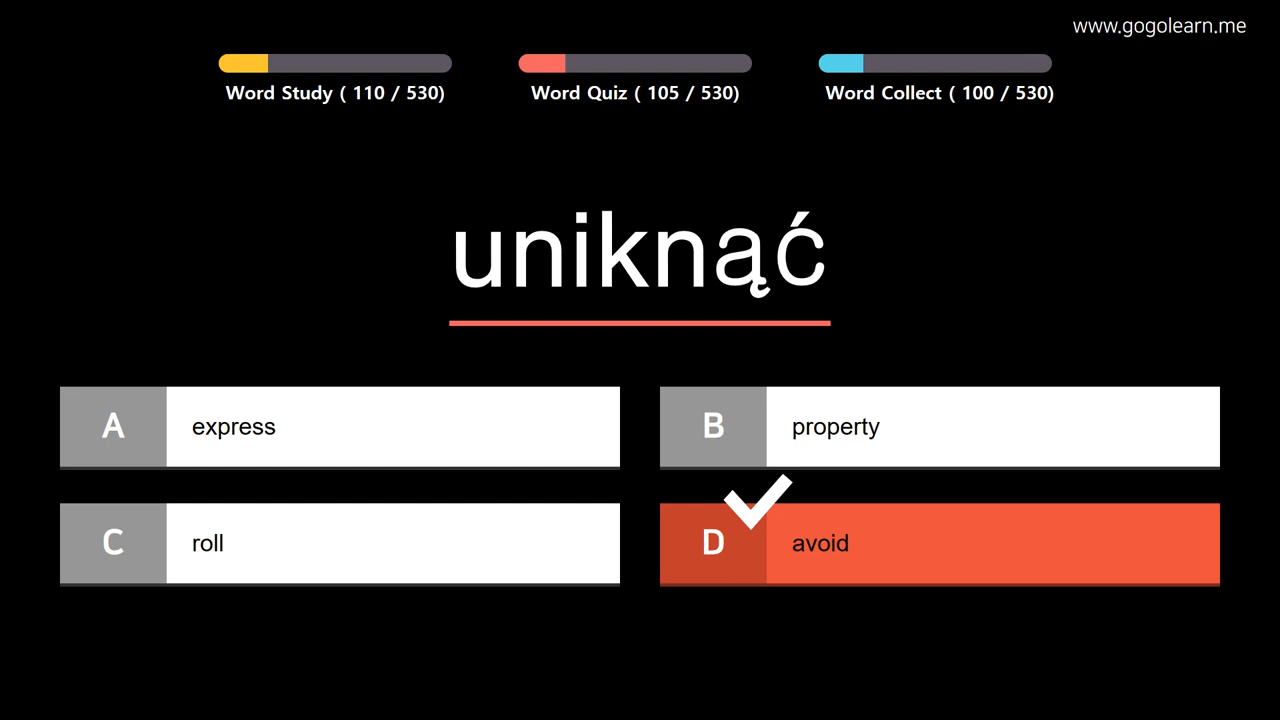 www.gogolearn.me
Word Study ( 110 / 530)
Word Quiz ( 105 / 530)
Word Collect ( 100 / 530)
uniknąć
A express
B property
C roll
D avoid